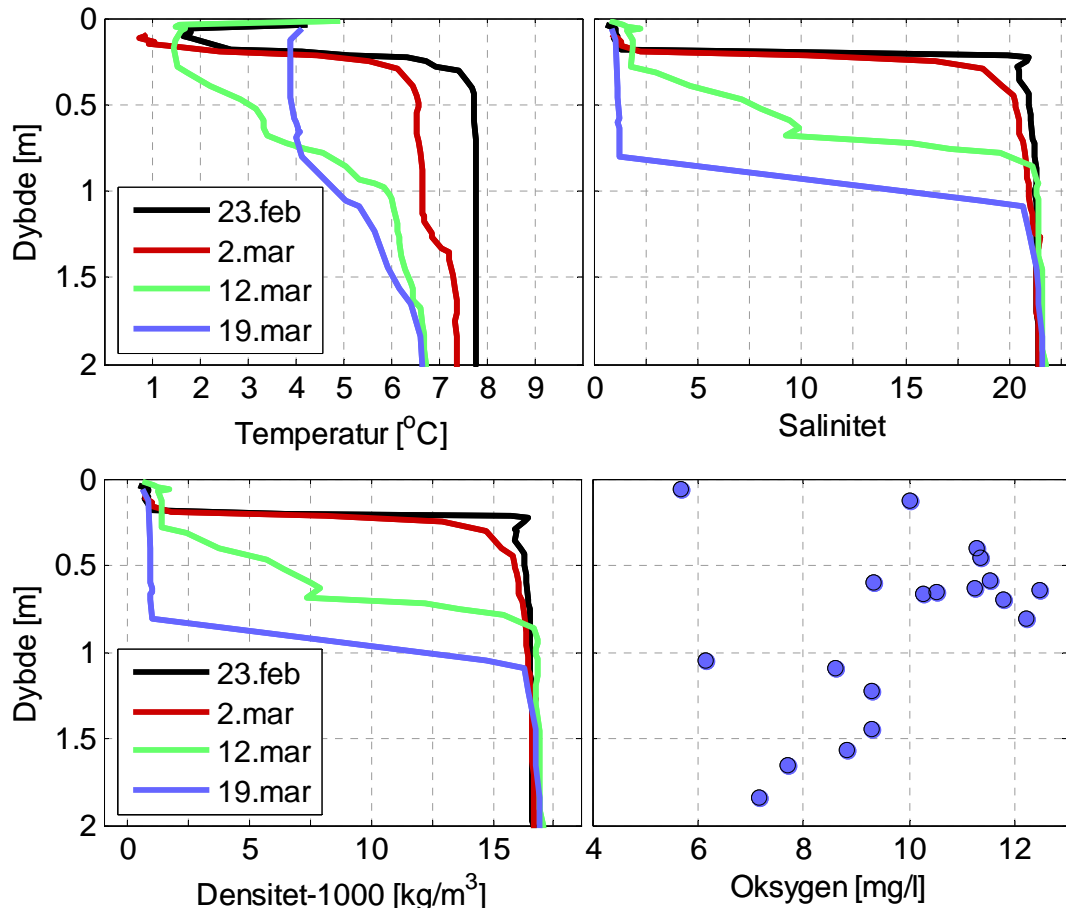 0
0.5
1
1.5
2
Dybde [m]
23.feb
2.mar
12.mar
19.mar
1 2 3 4 5 6 7 8 9
Temperatur [°C]
0 5 10 15 20
Salinitet
0
0.5
1
1.5
2
Dybde [m]
23.feb
2.mar
12.mar
19.mar
0 5 10 15
Densitet-1000 [kg/m³]
4 6 8 10 12
Oksygen [mg/l]